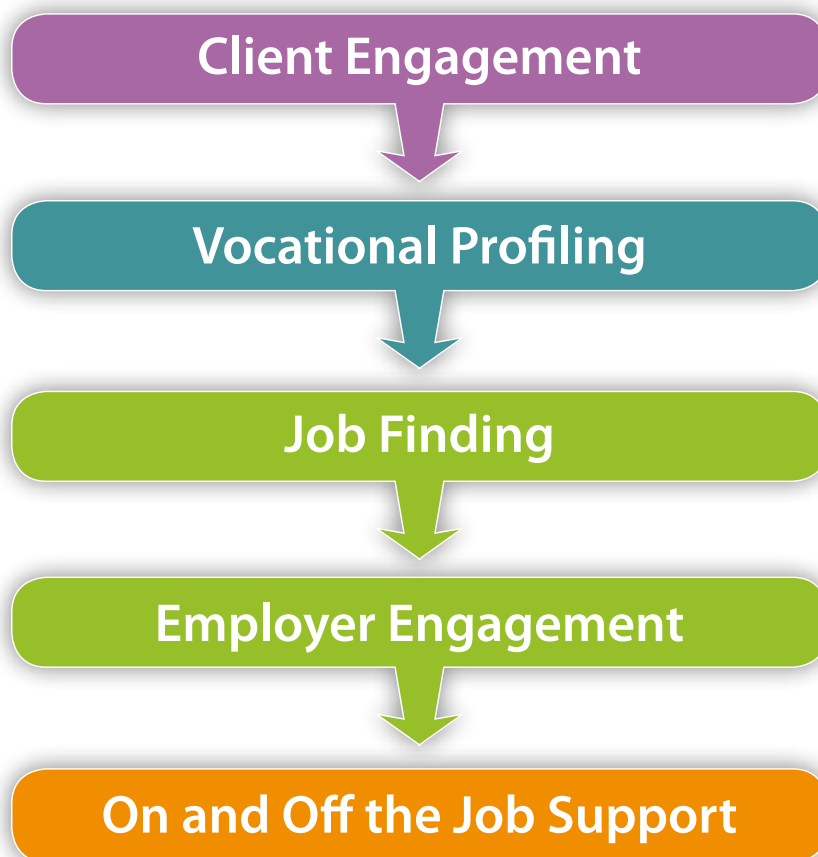 Client Engagement
Vocational Profiling
Job Finding
Employer Engagement
On and Off the Job Support